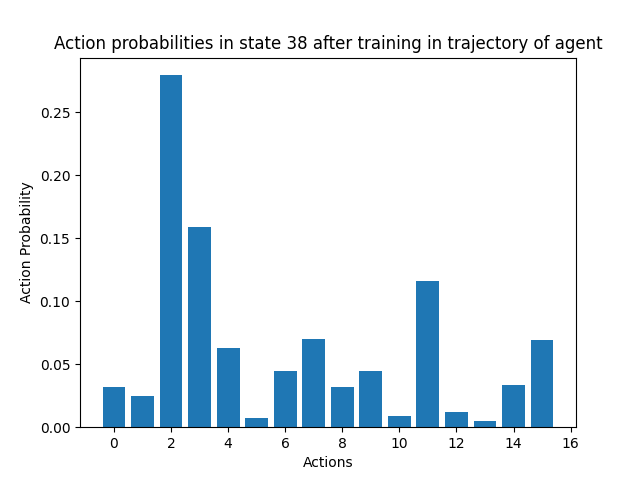 Action probabilities in state 38 after training in trajectory of agent
Action Probability
0.25
0.20
0.15
0.10
0.05
0.00
0 2 4 6 8 10 12 14 16
Actions